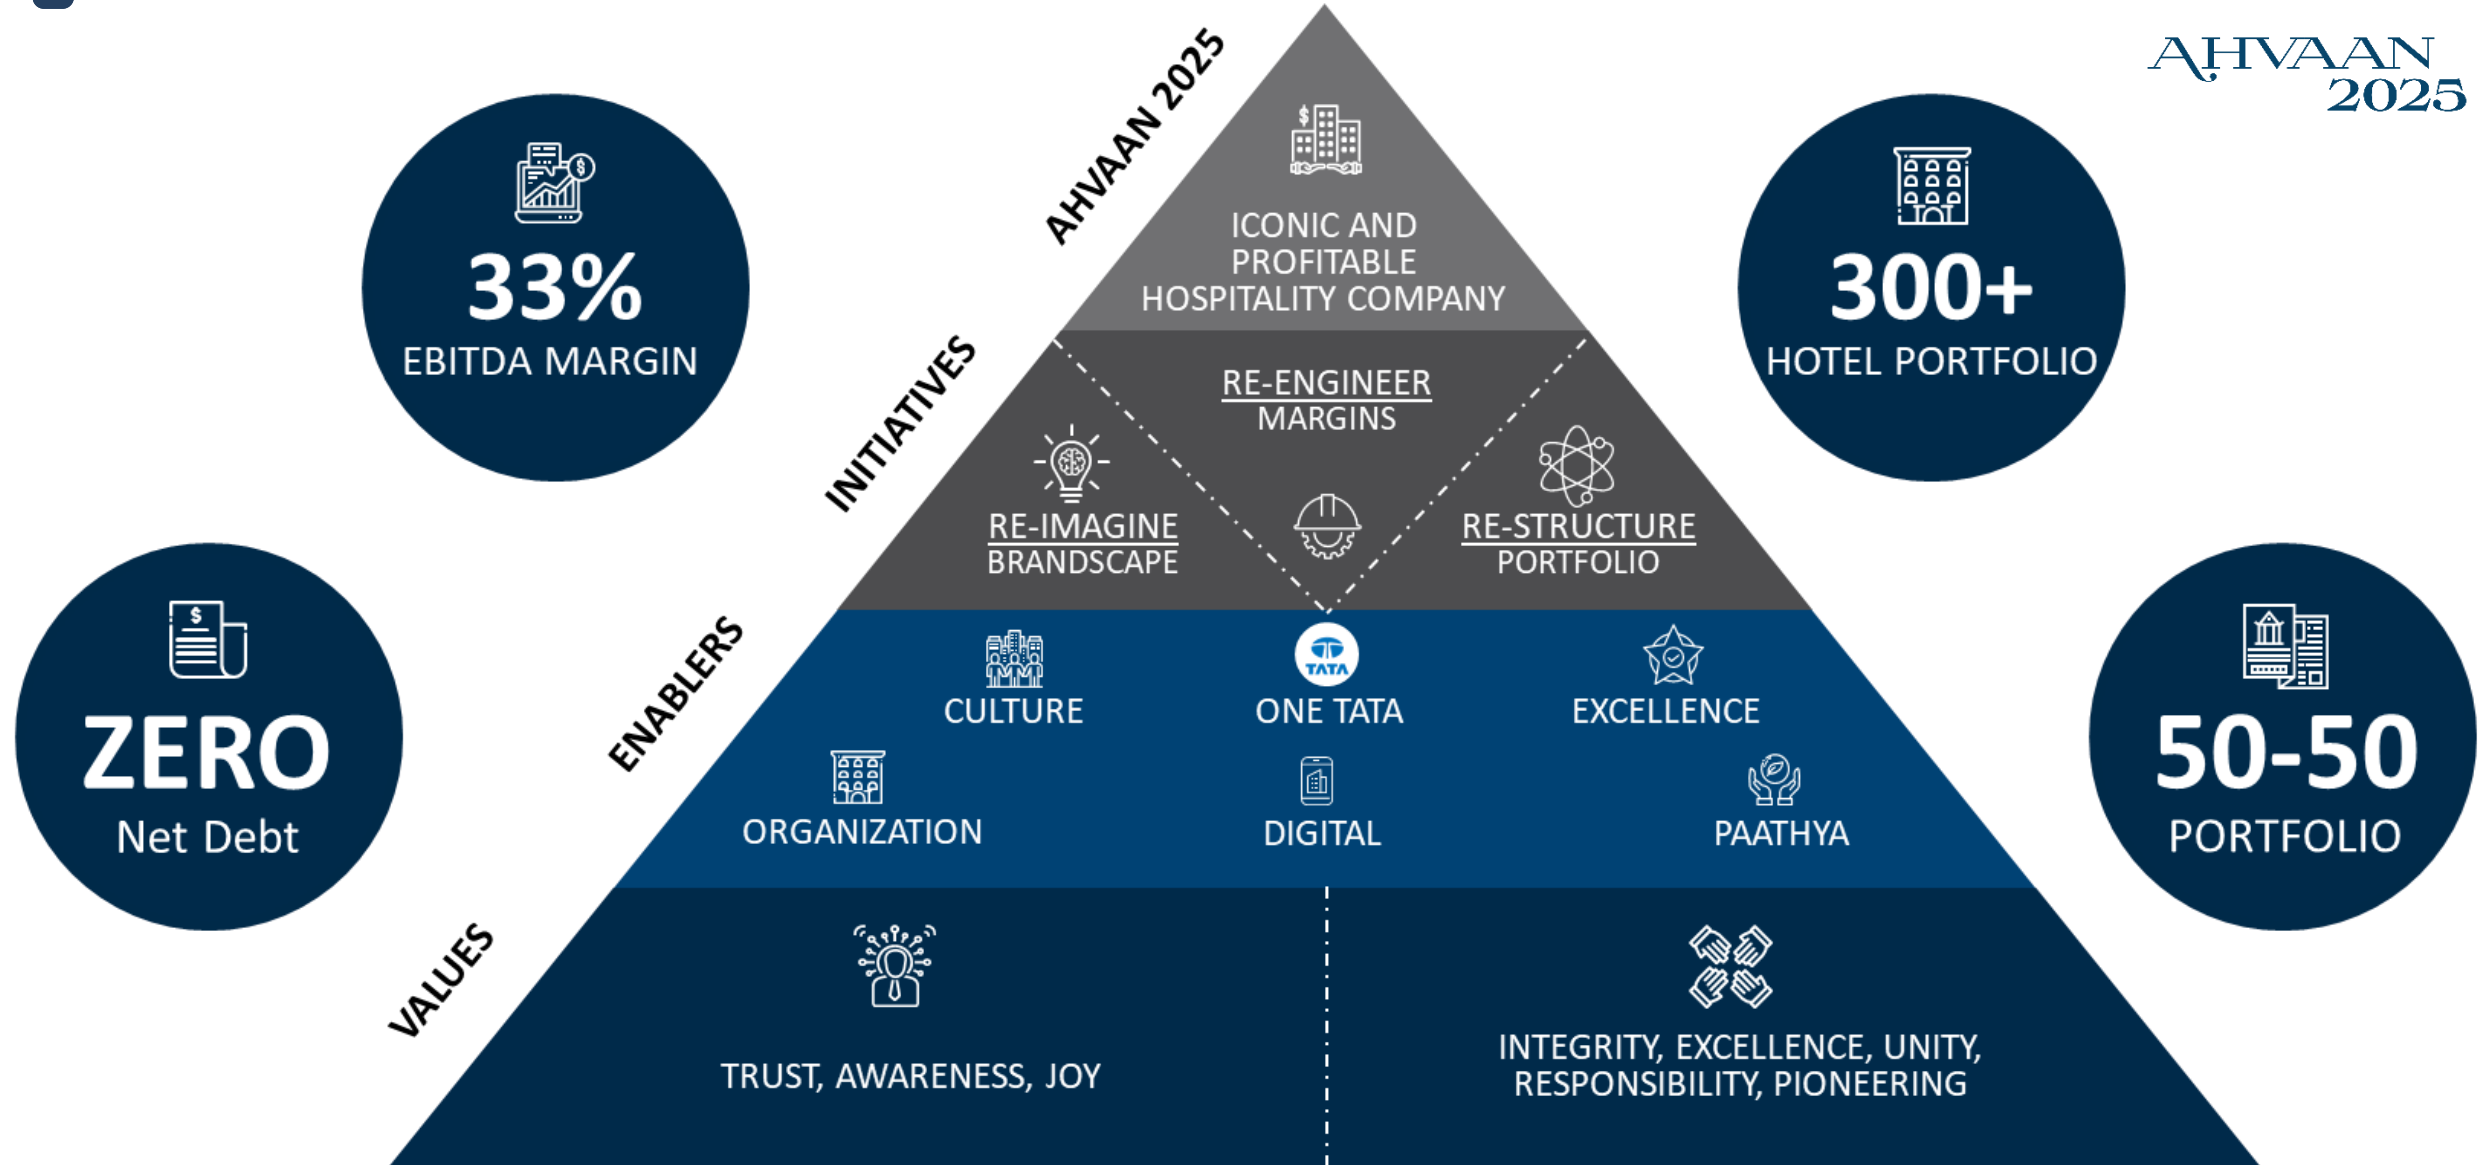 AHVAAN
2025
AHVAAN 2025
$
ICONIC AND
PROFITABLE
HOSPITALITY COMPANY
$
33%
EBITDA MARGIN
300+
HOTEL PORTFOLIO
INITIATIVES
RE-ENGINEER
MARGINS
RE-IMAGINE
BRANDSCAPE
RE-STRUCTURE
PORTFOLIO
$
ZERO
Net Debt
50-50
PORTFOLIO
ENABLERS
TATA
CULTURE
ONE TATA
EXCELLENCE
ORGANIZATION
DIGITAL
PAATHYA
VALUES
TRUST, AWARENESS, JOY
INTEGRITY, EXCELLENCE, UNITY,
RESPONSIBILITY, PIONEERING